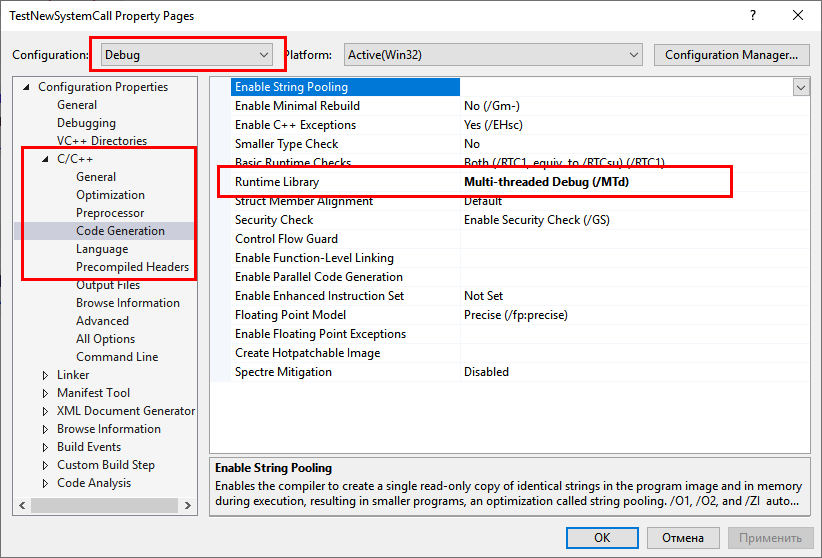 TestNewSystemCall Property Pages
Configuration: Debug Platform: Active(Win32) Configuration Manager...
Configuration Properties
General
Debugging
VC++ Directories
C/C++
General
Optimization
Preprocessor
Code Generation
Language
Precompiled Headers
Output Files
Browse Information
Advanced
All Options
Command Line
Linker
Manifest Tool
XML Document Generator
Browse Information
Build Events
Custom Build Step
Code Analysis
Enable String Pooling
Enable Minimal Rebuild No (/Gm-)
Enable C++ Exceptions Yes (/EHsc)
Smaller Type Check No
Basic Runtime Checks Both (/RTC1, equiv. to /RTCsu) (/RTC1)
Runtime Library Multi-threaded Debug (/MTd)
Struct Member Alignment Default
Security Check Enable Security Check (/GS)
Control Flow Guard
Enable Function-Level Linking
Enable Parallel Code Generation
Enable Enhanced Instruction Set Not Set
Floating Point Model Precise (/fp:precise)
Enable Floating Point Exceptions
Create Hotpatchable Image
Spectre Mitigation Disabled
Enable String Pooling
Enables the compiler to create a single read-only copy of identical strings in the program image and in memory
during execution, resulting in smaller programs, an optimization called string pooling. /O1, /O2, and /ZI auto...
OK Отмена Применить